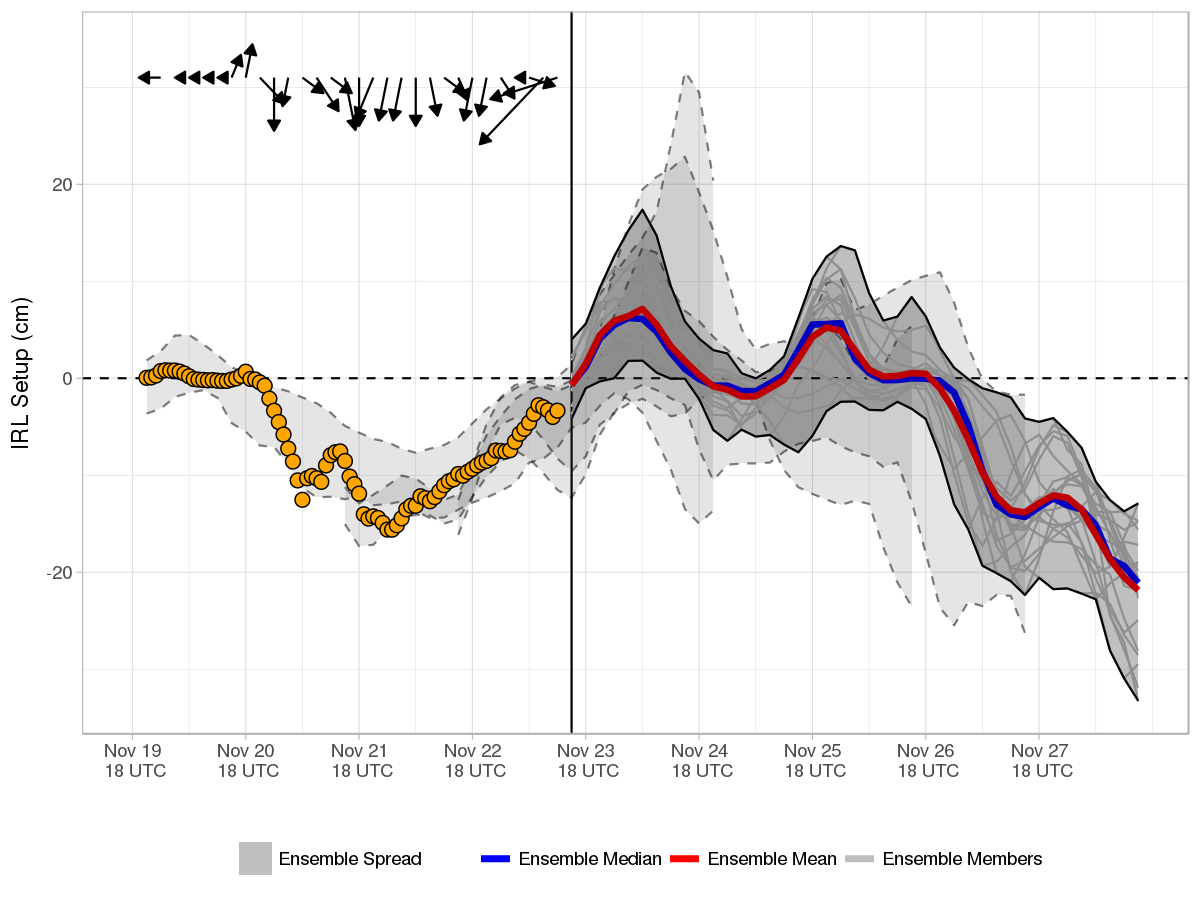 IRL Setup (cm)
20
0
-20
Nov 19 Nov 20 Nov 21 Nov 22 Nov 23 Nov 24 Nov 25 Nov 26 Nov 27
18 UTC 18 UTC 18 UTC 18 UTC 18 UTC 18 UTC 18 UTC 18 UTC 18 UTC
Ensemble Spread Ensemble Median Ensemble Mean Ensemble Members